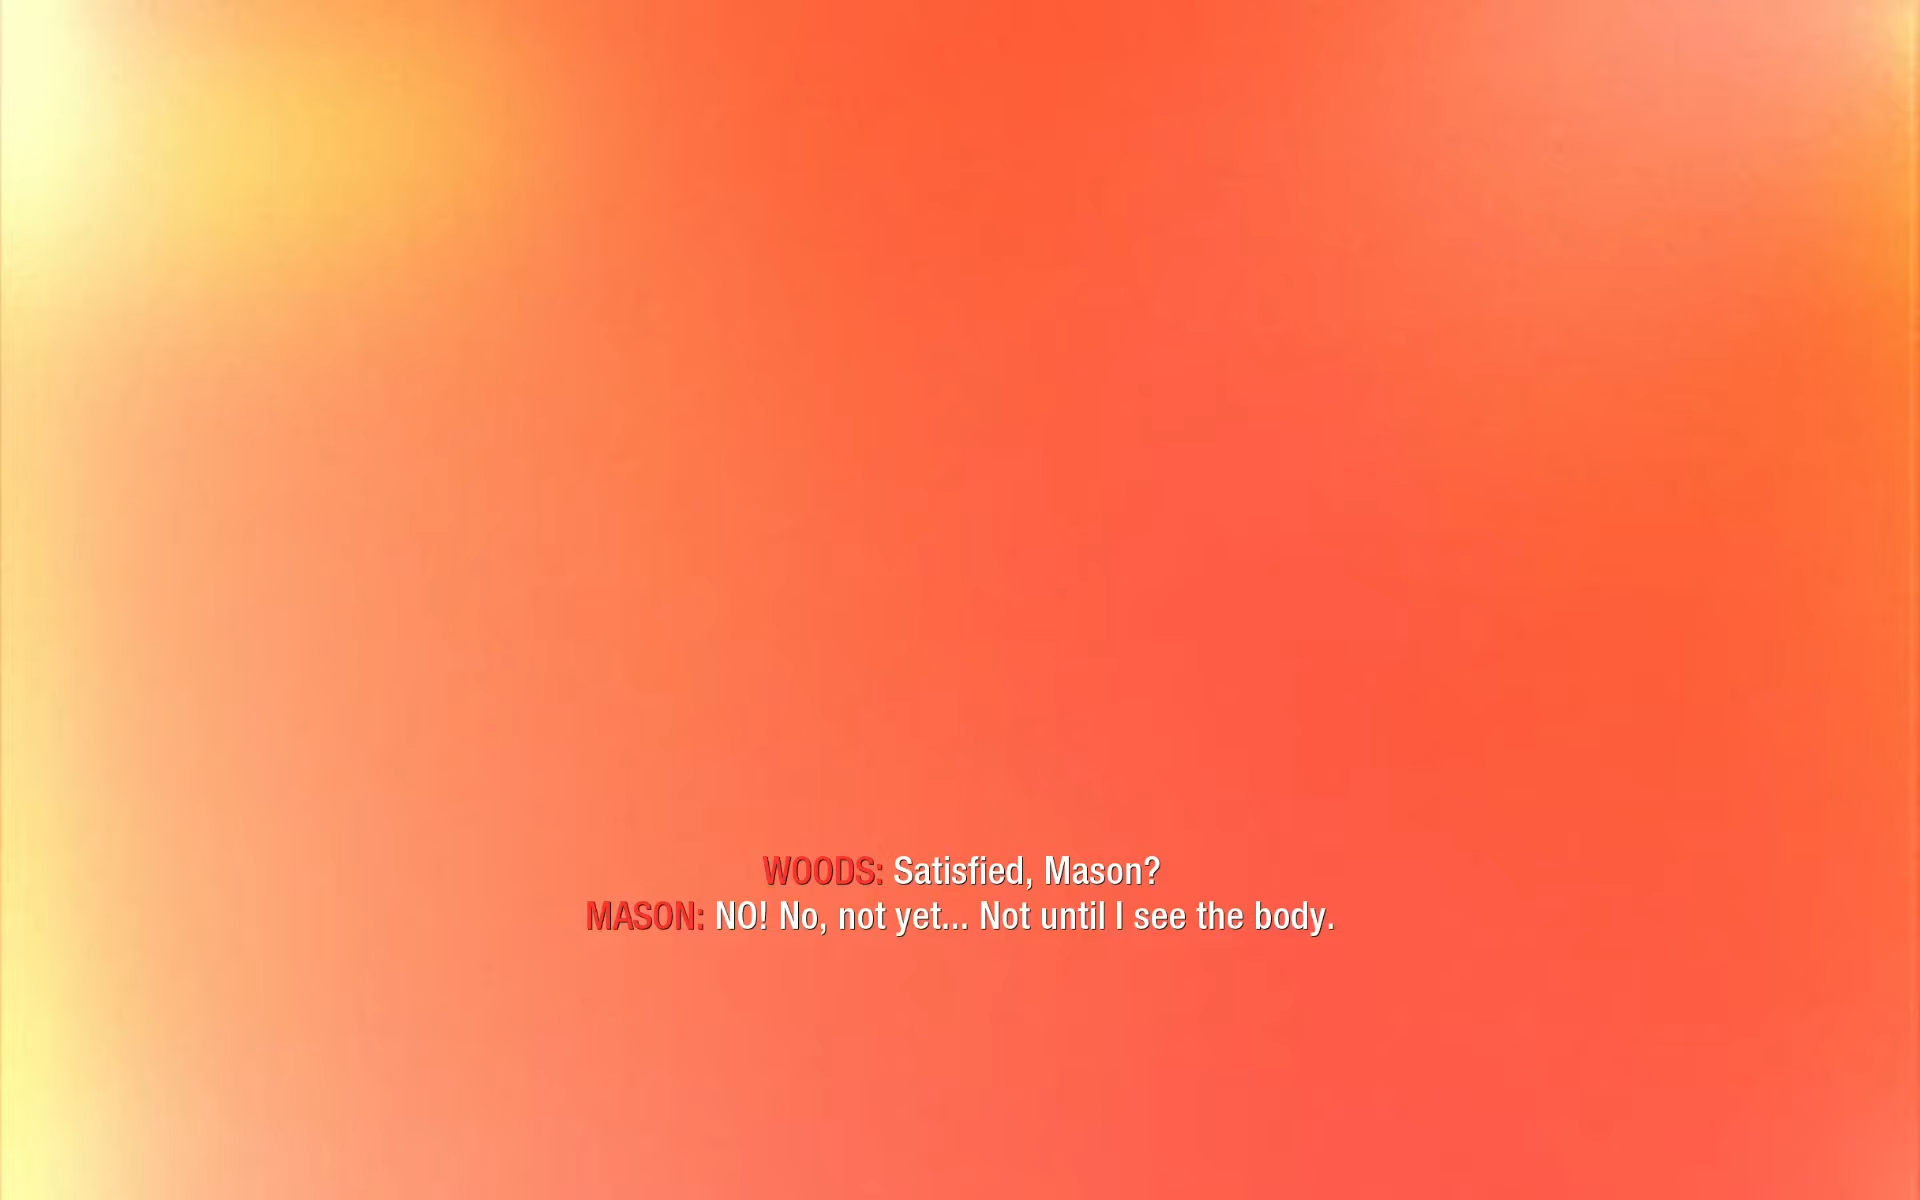 WOODS: Satisfied, Mason?
MASON: NO! No, not yet... Not until I see the body.